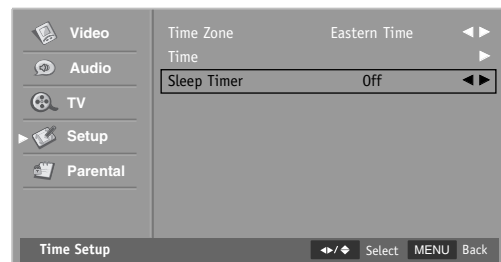 Video
Audio
TV
Setup
Parental
Time Zone Eastern Time
Time
Sleep Timer Off
Time Setup Select MENU Back